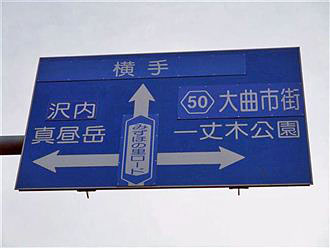 横手
沢内
真昼岳
みずほの里ロード
50 大曲市街
一丈木公園